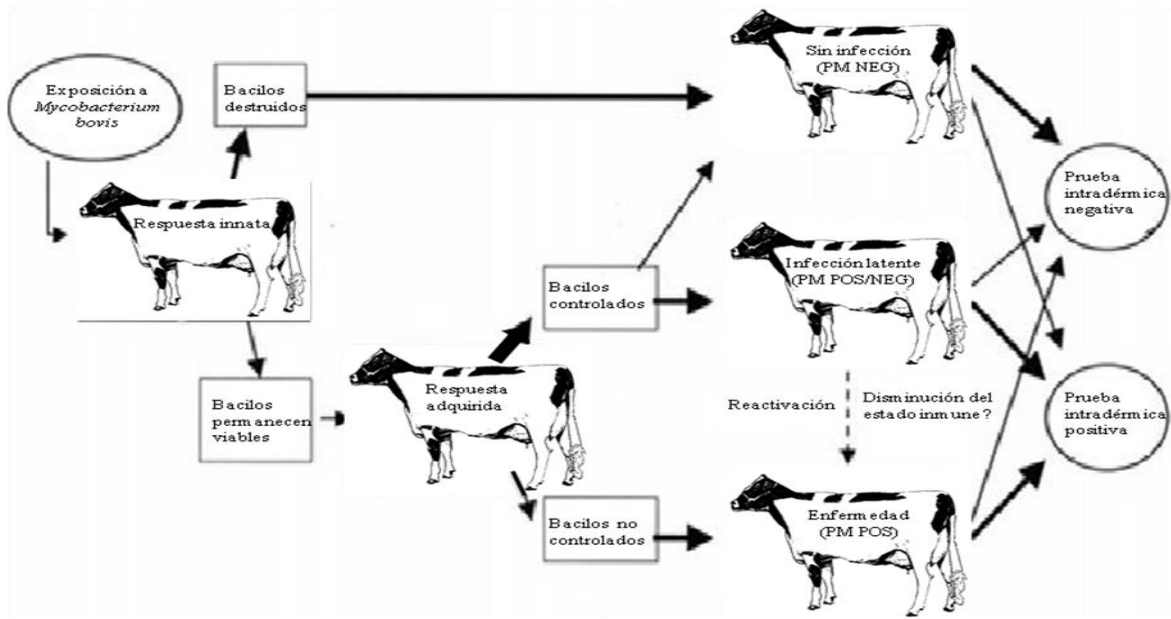 Exposición a
Mycobacterium
bovis
Bacilos
destruidos
Respuesta innata
Bacilos
permanecen
viables
Respuesta
adquirida
Bacilos
controlados
Bacilos no
controlados
Sin infección
(PM NEG)
Infección latente
(PM POS/NEG)
Reactivación
Disminución del
estado inmune?
Enfermedad
(PM POS)
Prueba
intradérmica
negativa
Prueba
intradérmica
positiva